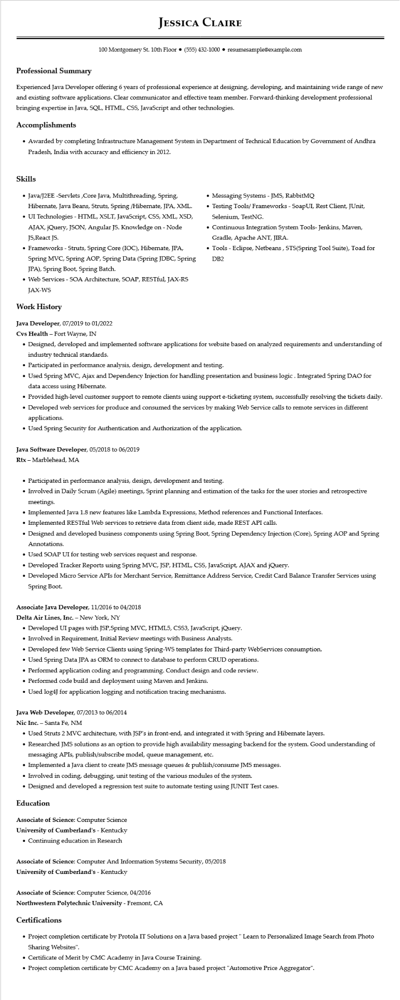 Jessica Claire
100 Montgomery St. 10th Floor ● (555) 432-1000 ● resumesample@example.com
Professional Summary
Experienced Java Developer offering 6 years of professional experience at designing, developing, and maintaining wide range of new
and existing software applications. Clear communicator and effective team member. Forward-thinking development professional
bringing expertise in Java, SQL, HTML, CSS, JavaScript and other technologies.
Accomplishments
• Awarded by completing Infrastructure Management System in Department of Technical Education by Government of Andhra
Pradesh, India with accuracy and efficiency in 2012.
Skills
• Java/J2EE -Servlets ,Core Java, Multithreading, Spring,
Hibernate, Java Beans, Struts, Spring /Hibernate, JPA, XML.
• UI Technologies - HTML, XSLT, JavaScript, CSS, XML, XSD,
AJAX, jQuery, JSON, Angular JS. Knowledge on - Node
JS,React JS.
• Frameworks - Struts, Spring Core (IOC), Hibernate, JPA,
Spring MVC, Spring AOP, Spring Data (Spring JDBC, Spring
JPA), Spring Boot, Spring Batch.
• Web Services - SOA Architecture, SOAP, RESTful, JAX-RS
JAX-WS
• Messaging Systems - JMS, RabbitMQ
• Testing Tools/ Frameworks - SoapUI, Rest Client, JUnit,
Selenium, TestNG.
• Continuous Integration System Tools- Jenkins, Maven,
Gradle, Apache ANT, JIRA.
• Tools - Eclipse, Netbeans , STS(Spring Tool Suite), Toad for
DB2
Work History
Java Developer, 07/2019 to 01/2022
Cvs Health – Fort Wayne, IN
• Designed, developed and implemented software applications for website based on analyzed requirements and understanding of
industry technical standards.
• Participated in performance analysis, design, development and testing.
• Used Spring MVC, Ajax and Dependency Injection for handling presentation and business logic . Integrated Spring DAO for
data access using Hibernate.
• Provided high-level customer support to remote clients using support e-ticketing system, successfully resolving the tickets daily.
• Developed web services for produce and consumed the services by making Web Service calls to remote services in different
applications.
• Used Spring Security for Authentication and Authorization of the application.
Java Software Developer, 05/2018 to 06/2019
Rtx – Marblehead, MA
• Participated in performance analysis, design, development and testing.
• Involved in Daily Scrum (Agile) meetings, Sprint planning and estimation of the tasks for the user stories and retrospective
meetings.
• Implemented Java 1.8 new features like Lambda Expressions, Method references and Functional Interfaces.
• Implemented RESTful Web services to retrieve data from client side, made REST API calls.
• Designed and developed business components using Spring Boot, Spring Dependency Injection (Core), Spring AOP and Spring
Annotations.
• Used SOAP UI for testing web services request and response.
• Developed Tracker Reports using Spring MVC, JSP, HTML, CSS, JavaScript, AJAX and jQuery.
• Developed Micro Service APIs for Merchant Service, Remittance Address Service, Credit Card Balance Transfer Services using
Spring Boot.
Associate Java Developer, 11/2016 to 04/2018
Delta Air Lines, Inc. – New York, NY
• Developed UI pages with JSP,Spring MVC, HTML5, CSS3, JavaScript, jQuery.
• Involved in Requirement, Initial Review meetings with Business Analysts.
• Developed few Web Service Clients using Spring-WS templates for Third-party WebServices consumption.
• Used Spring Data JPA as ORM to connect to database to perform CRUD operations.
• Performed application coding and programming. Conduct design and code review.
• Performed code build and deployment using Maven and Jenkins.
• Used log4J for application logging and notification tracing mechanisms.
Java Web Developer, 07/2013 to 06/2014
Nic Inc. – Santa Fe, NM
• Used Struts 2 MVC architecture, with JSP's in front-end, and integrated it with Spring and Hibernate layers.
• Researched JMS solutions as an option to provide high availability messaging backend for the system. Good understanding of
messaging APIs, publish/subscribe model, queue management, etc.
• Implemented a Java client to create JMS message queues & publish/consume JMS messages.
• Involved in coding, debugging, unit testing of the various modules of the system.
• Designed and developed a regression test suite to automate testing using JUNIT Test cases.
Education
Associate of Science: Computer Science
University of Cumberland's - Kentucky
• Continuing education in Research
Associate of Science: Computer And Information Systems Security, 05/2018
University of Cumberland's - Kentucky
Associate of Science: Computer Science, 04/2016
Northwestern Polytechnic University - Fremont, CA
Certifications
• Project completion certificate by Protola IT Solutions on a Java based project " Learn to Personalized Image Search from Photo
Sharing Websites".
• Certificate of Merit by CMC Academy in Java Course Training.
• Project completion certificate by CMC Academy on a Java based project "Automotive Price Aggregator".